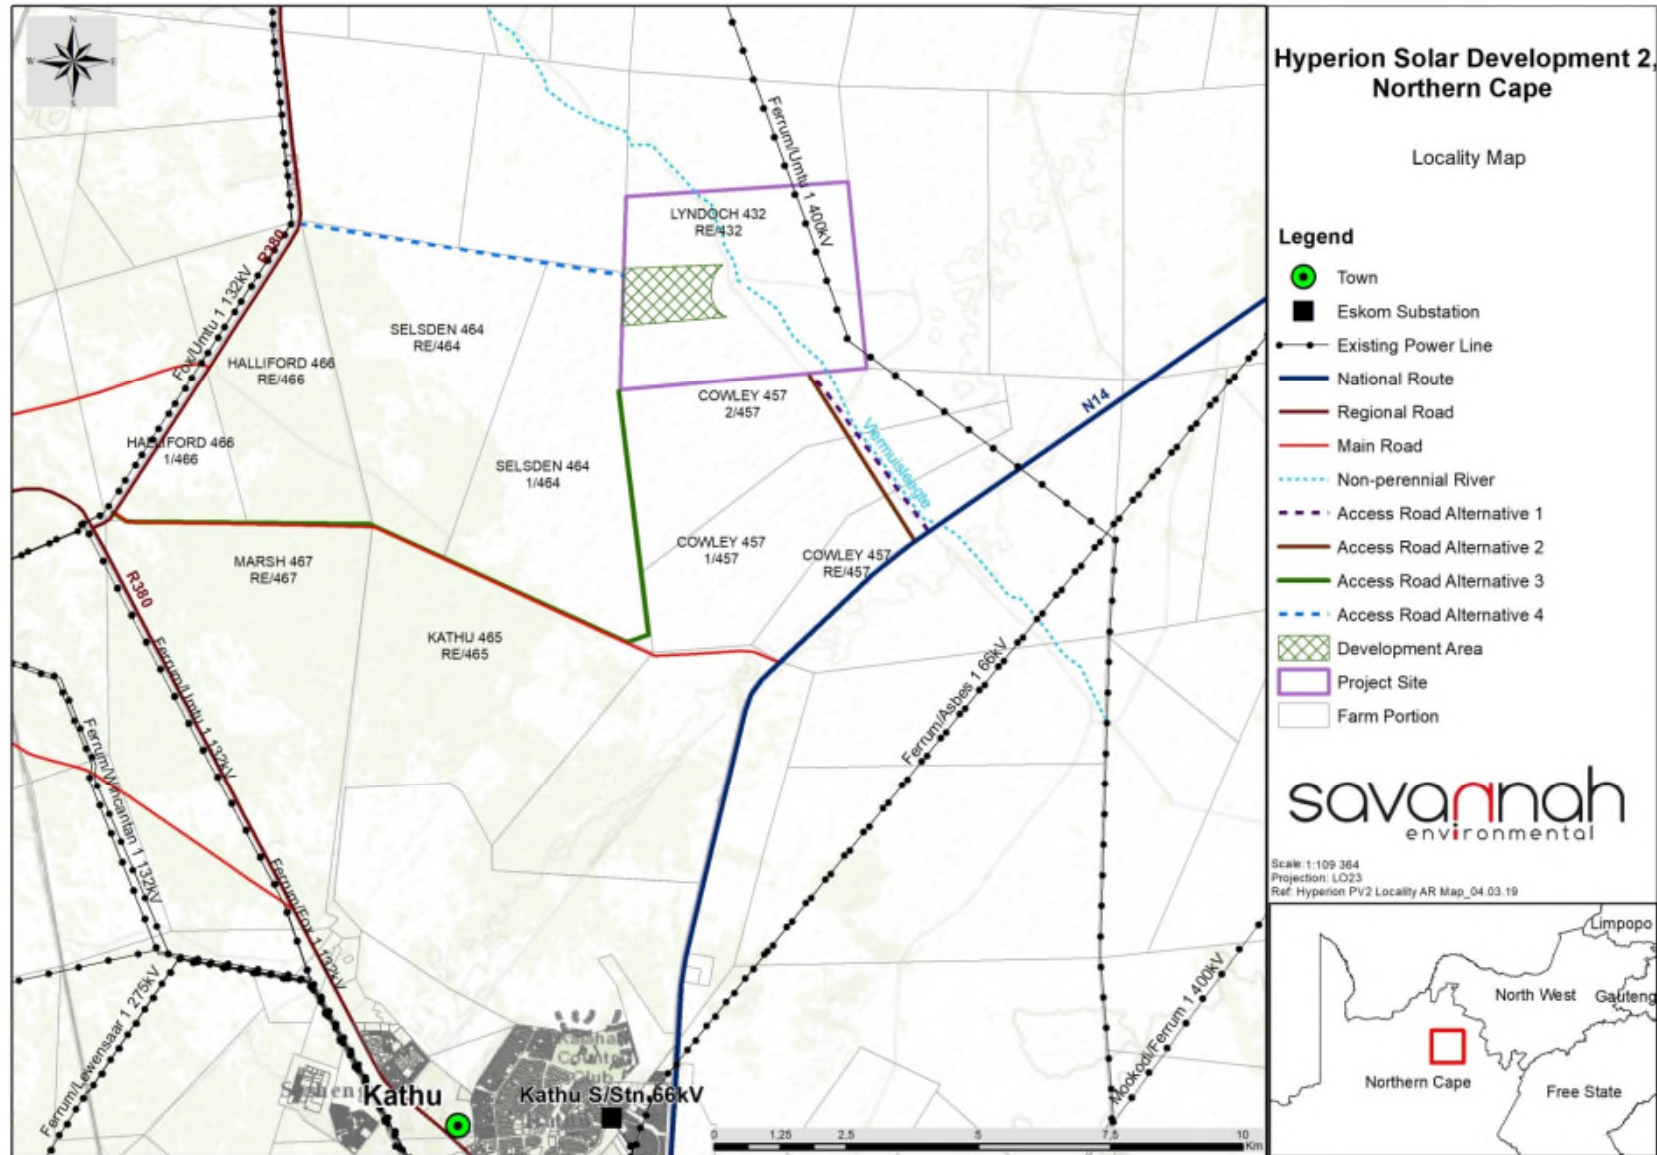 N
W
E
S
Ferrum/Umtu 1 400kV
LYNDOCH 432
RE/432
R380
Fox/Umtu 1 132kV
SELSDEN 464
RE/464
HALLIFORD 466
RE/466
COWLEY 457
2/457
N14
HALLIFORD 466
1/466
Vlermuisleegte
SELSDEN 464
1/464
COWLEY 457
1/457
COWLEY 457
RE/457
MARSH 467
RE/467
R380
KATHU 465
RE/465
Ferrum/Umtu 1 132kV
Ferrum/Asbes 1 66kV
Ferrum/Wincantan 1 132kV
Ferrum/Fox 1 132kV
Ferrum/Lewensaar 1 275kV
Mookodi/Ferrum 1 400kV
Country
Club
Kathu
Kathu S/Stn 66kV
0 1,25 2,5 5 7,5 10
Km
Hyperion Solar Development 2,
Northern Cape
Locality Map
Legend
Town
Eskom Substation
Existing Power Line
National Route
Regional Road
Main Road
Non-perennial River
Access Road Alternative 1
Access Road Alternative 2
Access Road Alternative 3
Access Road Alternative 4
Development Area
Project Site
Farm Portion
savannah
environmental
Scale: 1:109 364
Projection: LO23
Ref: Hyperion PV2 Locality AR Map_04.03.19
Limpopo
North West
Gauteng
Northern Cape
Free State